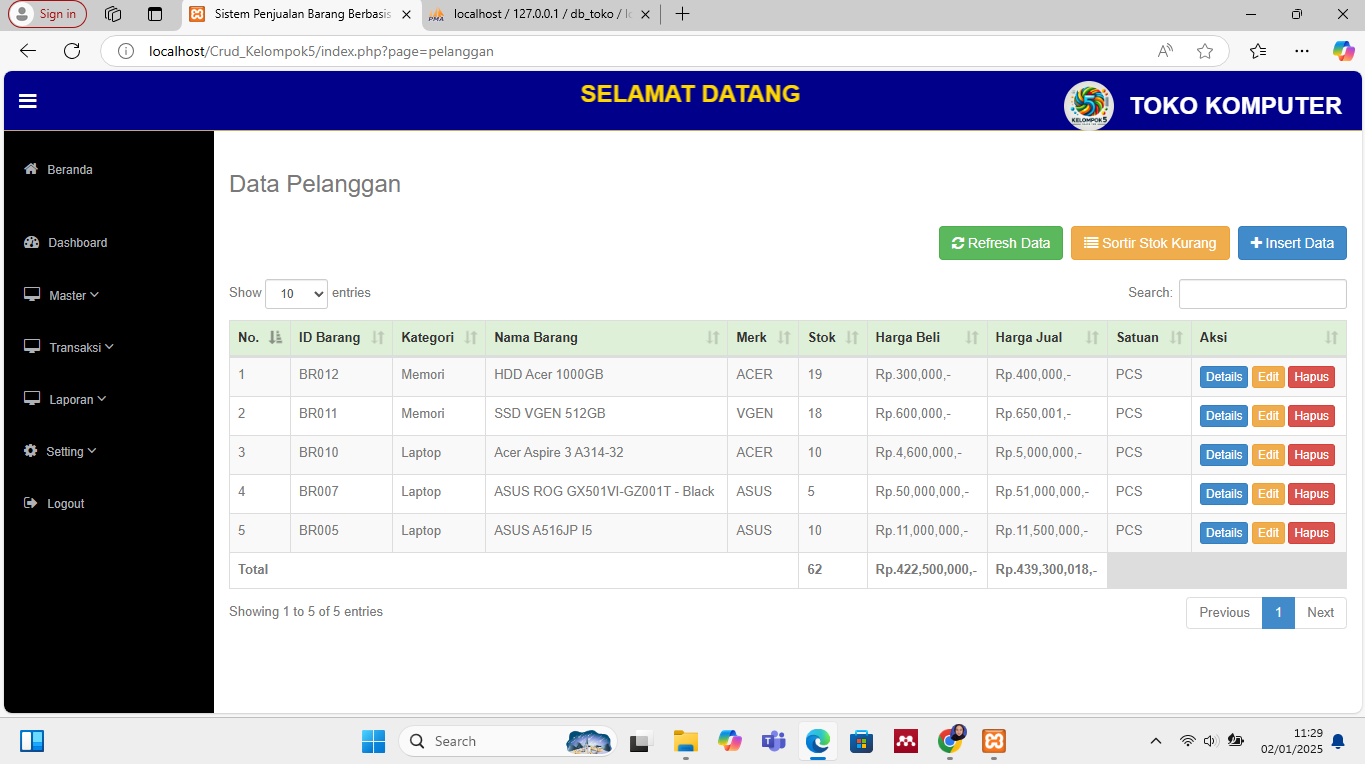 Sign in
Sistem Penjualan Barang Berbasis
localhost / 127.0.0.1 / db_toko / lo
localhost/Crud_Kelompok5/index.php?page=pelanggan
SELAMAT DATANG
KELOMPOK5
TOKO KOMPUTER
Beranda
Dashboard
Master
Transaksi
Laporan
Setting
Logout
Data Pelanggan
Refresh Data Sortir Stok Kurang Insert Data
Show 10 entries Search:
No. ID Barang Kategori Nama Barang Merk Stok Harga Beli Harga Jual Satuan Aksi
1 BR012 Memori HDD Acer 1000GB ACER 19 Rp.300,000,- Rp.400,000,- PCS Details Edit Hapus
2 BR011 Memori SSD VGEN 512GB VGEN 18 Rp.600,000,- Rp.650,001,- PCS Details Edit Hapus
3 BR010 Laptop Acer Aspire 3 A314-32 ACER 10 Rp.4,600,000,- Rp.5,000,000,- PCS Details Edit Hapus
4 BR007 Laptop ASUS ROG GX501VI-GZ001T - Black ASUS 5 Rp.50,000,000,- Rp.51,000,000,- PCS Details Edit Hapus
5 BR005 Laptop ASUS A516JP I5 ASUS 10 Rp.11,000,000,- Rp.11,500,000,- PCS Details Edit Hapus
Total 62 Rp.422,500,000,- Rp.439,300,018,-
Showing 1 to 5 of 5 entries Previous 1 Next
Search
11:29
02/01/2025